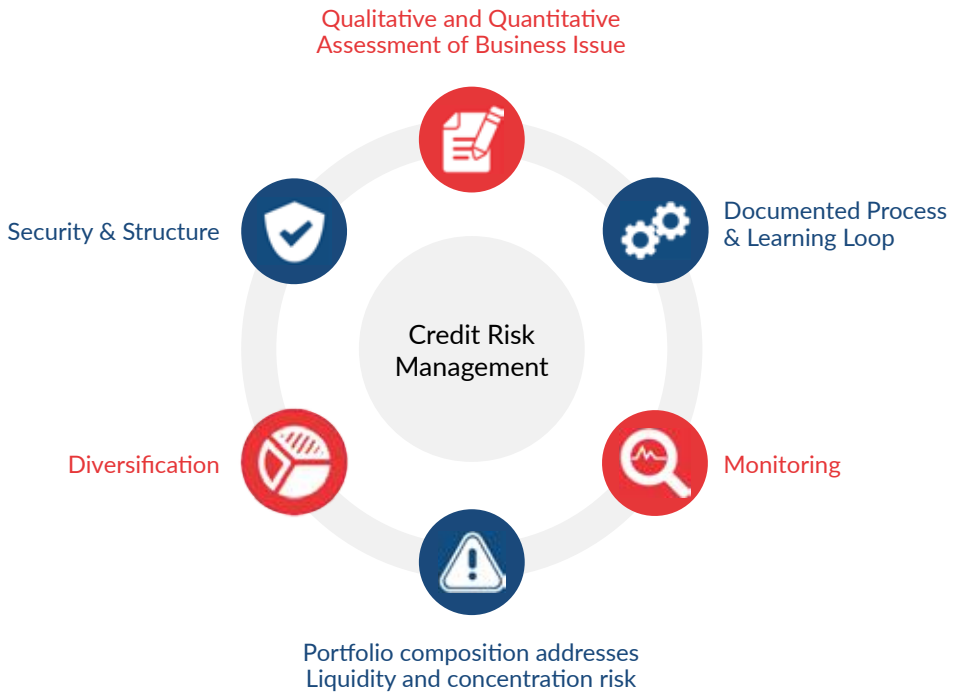 Qualitative and Quantitative
Assessment of Business Issue
Security & Structure
Documented Process
& Learning Loop
Credit Risk
Management
Diversification
Monitoring
Portfolio composition addresses
Liquidity and concentration risk